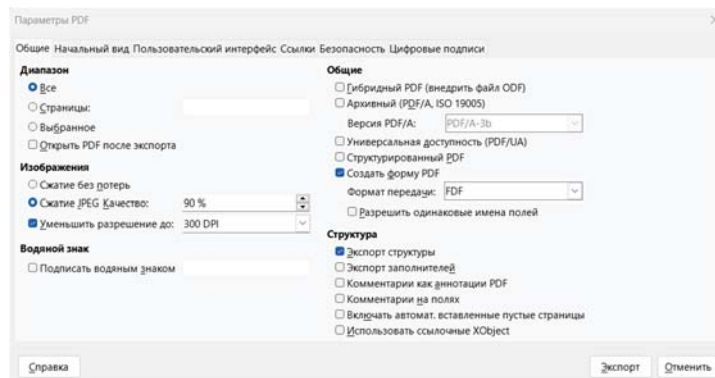 Параметры PDF
Общие Начальный вид Пользовательский интерфейс Ссылки Безопасность Цифровые подписи
Диапазон
Все
Страницы:
Выбранное
Открыть PDF после экспорта
Изображения
Сжатие без потерь
Сжатие JPEG Качество: 90 %
Уменьшить разрешение до: 300 DPI
Водяной знак
Подписать водяным знаком
Общие
Гибридный PDF (внедрить файл ODF)
Архивный (PDF/A, ISO 19005)
Версия PDF/A: PDF/A-3b
Универсальная доступность (PDF/UA)
Структурированный PDF
Создать форму PDF
Формат передачи: FDF
Разрешить одинаковые имена полей
Структура
Экспорт структуры
Экспорт заполнителей
Комментарии как аннотации PDF
Комментарии на полях
Включать автомат. вставленные пустые страницы
Использовать ссылочные XObject
Справка
Экспорт Отменить